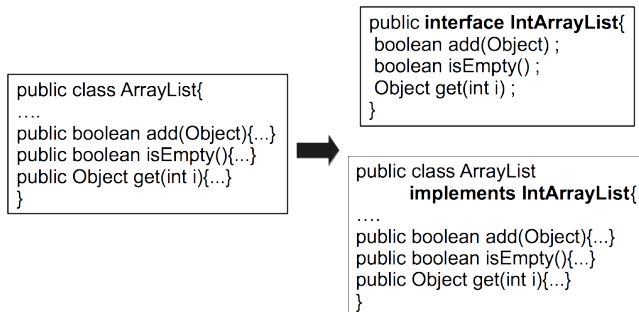 public class ArrayList{
....
public boolean add(Object){...}
public boolean isEmpty(){...}
public Object get(int i){...}
}
public interface IntArrayList{
boolean add(Object) ;
boolean isEmpty() ;
Object get(int i) ;
}
public class ArrayList
implements IntArrayList{
....
public boolean add(Object){...}
public boolean isEmpty(){...}
public Object get(int i){...}
}